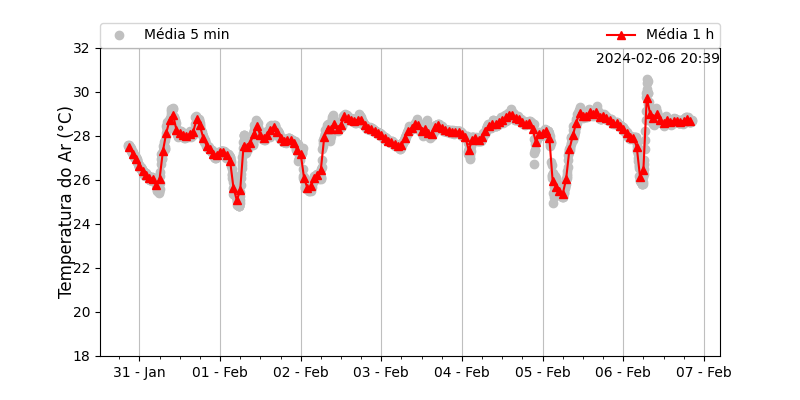 Média 5 min
Média 1 h
2024-02-06 20:39
Temperatura do Ar (°C)
32
30
28
26
24
22
20
18
31 - Jan
01 - Feb
02 - Feb
03 - Feb
04 - Feb
05 - Feb
06 - Feb
07 - Feb